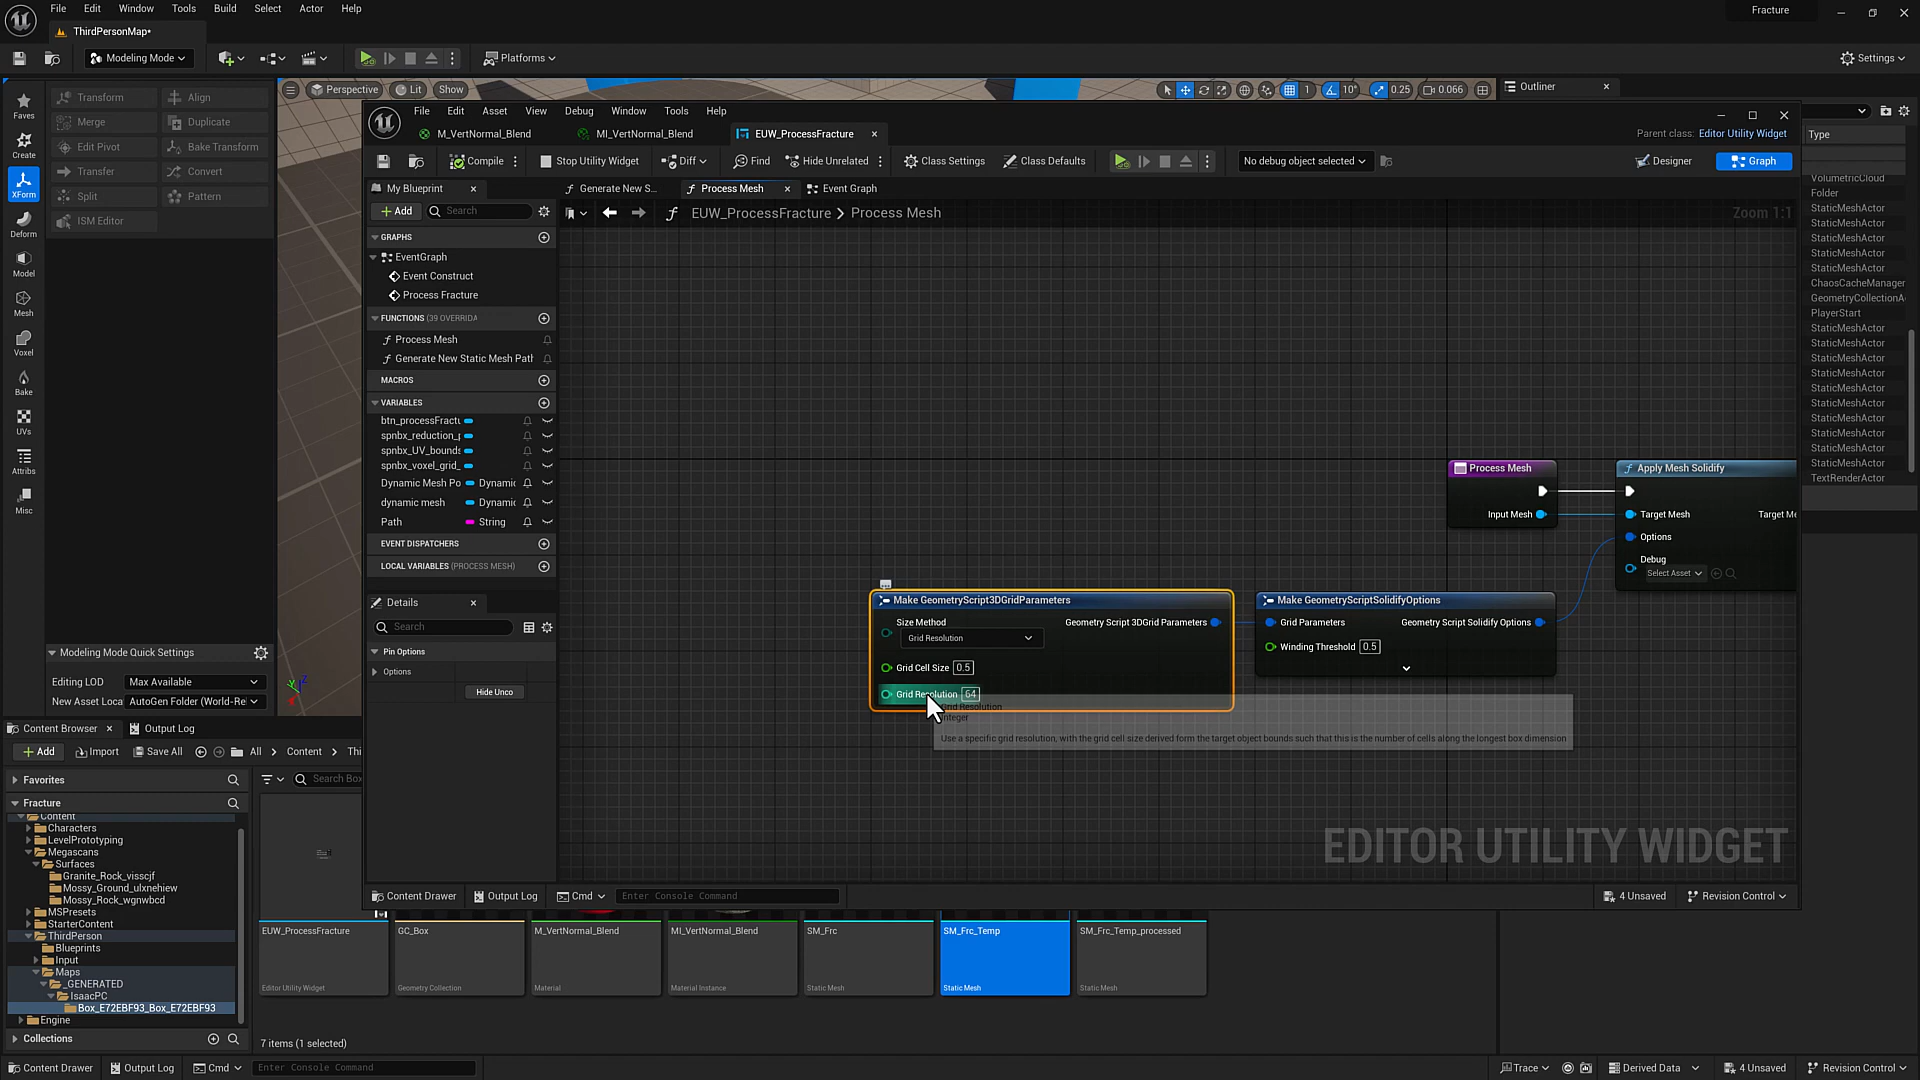 File Edit Window Tools Build Select Actor Help
Fracture
ThirdPersonMap•
Modeling Mode
Platforms
Settings
Faves
Create
XForm
Deform
Model
Mesh
Voxel
Bake
UVs
Attribs
Misc
Transform Align
Merge Duplicate
Edit Pivot Bake Transform
Transfer Convert
Split Pattern
ISM Editor
Perspective Lit Show
1 10° 0.25 0.066
Outliner
Type
VolumetricCloud
Folder
StaticMeshActor
StaticMeshActor
StaticMeshActor
StaticMeshActor
StaticMeshActor
ChaosCacheManager
GeometryCollectionA
PlayerStart
StaticMeshActor
StaticMeshActor
StaticMeshActor
StaticMeshActor
StaticMeshActor
StaticMeshActor
StaticMeshActor
StaticMeshActor
StaticMeshActor
StaticMeshActor
TextRenderActor
File Edit Asset View Debug Window Tools Help
M_VertNormal_Blend MI_VertNormal_Blend EUW_ProcessFracture
Parent class: Editor Utility Widget
Compile Stop Utility Widget Diff Find Hide Unrelated Class Settings Class Defaults No debug object selected Designer Graph
My Blueprint
Add Search
GRAPHS
EventGraph
Event Construct
Process Fracture
FUNCTIONS (39 OVERRIDA
Process Mesh
Generate New Static Mesh Path
MACROS
VARIABLES
btn_processFractu
spnbx_reduction_p
spnbx_UV_bounds
spnbx_voxel_grid_
Dynamic Mesh Po Dynamic
dynamic mesh Dynamic
Path String
EVENT DISPATCHERS
LOCAL VARIABLES (PROCESS MESH)
Details
Search
Pin Options
Options
Hide Unco
Generate New S... Process Mesh Event Graph
EUW_ProcessFracture > Process Mesh
Zoom 1:1
Process Mesh
Input Mesh
Apply Mesh Solidify
Target Mesh Target Me
Options
Debug
Select Asset
Make GeometryScript3DGridParameters
Size Method Geometry Script 3DGrid Parameters
Grid Resolution
Grid Cell Size 0.5
Grid Resolution 64
Make GeometryScriptSolidifyOptions
Grid Parameters Geometry Script Solidify Options
Winding Threshold 0.5
Grid Resolution
Integer
Use a specific grid resolution, with the grid cell size derived form the target object bounds such that this is the number of cells along the longest box dimension
EDITOR UTILITY WIDGET
Content Drawer Output Log Cmd Enter Console Command 4 Unsaved Revision Control
Modeling Mode Quick Settings
Editing LOD Max Available
New Asset Loca AutoGen Folder (World-Rel
Content Browser Output Log
Add Import Save All All > Content > Thi
Favorites
Search Box
Fracture
Content
Characters
LevelPrototyping
Megascans
Surfaces
Granite_Rock_visscjf
Mossy_Ground_ulxnehiew
Mossy_Rock_wgnwbcd
MSPresets
StarterContent
ThirdPerson
Blueprints
Input
Maps
_GENERATED
IsaacPC
Box_E72EBF93_Box_E72EBF93
Engine
Collections
EUW_ProcessFracture
Editor Utility Widget
GC_Box
Geometry Collection
M_VertNormal_Blend
Material
MI_VertNormal_Blend
Material Instance
SM_Frc
Static Mesh
SM_Frc_Temp
Static Mesh
SM_Frc_Temp_processed
Static Mesh
7 items (1 selected)
Content Drawer Output Log Cmd Enter Console Command Trace Derived Data 4 Unsaved Revision Control